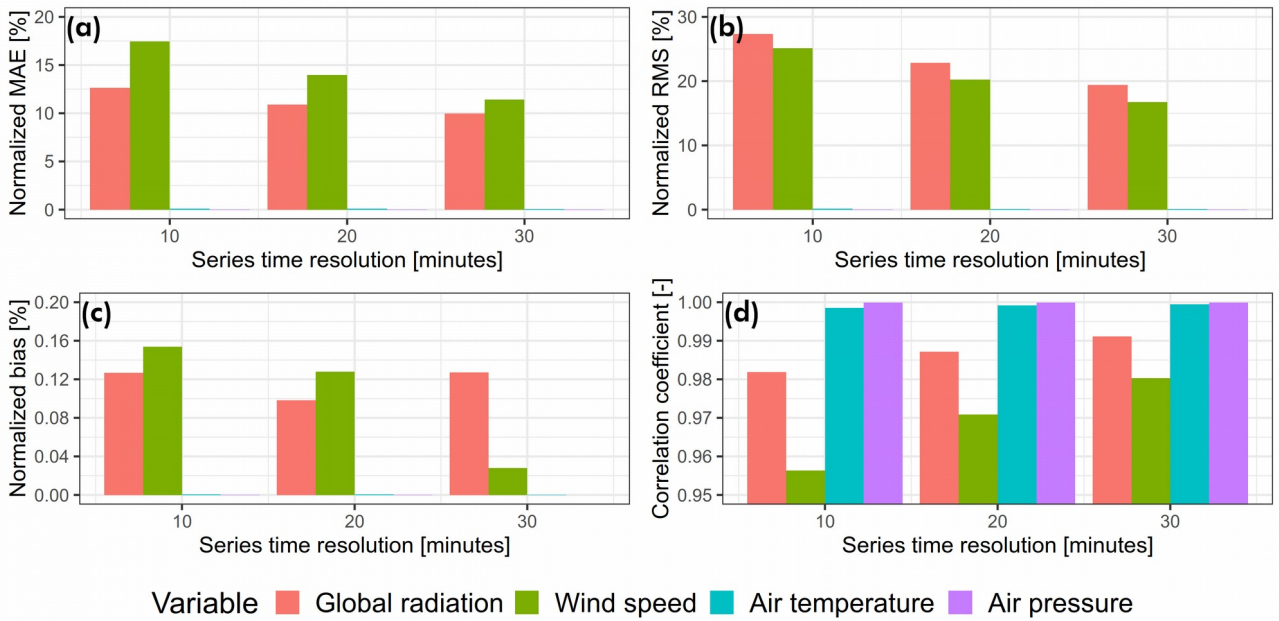 (a)
Normalized MAE [%]
20
15
10
5
0
10 20 30
Series time resolution [minutes]
(b)
Normalized RMS [%]
30
20
10
0
10 20 30
Series time resolution [minutes]
(c)
Normalized bias [%]
0.20
0.16
0.12
0.08
0.04
0.00
10 20 30
Series time resolution [minutes]
(d)
Correlation coefficient [-]
1.00
0.99
0.98
0.97
0.96
0.95
10 20 30
Series time resolution [minutes]
Variable Global radiation Wind speed Air temperature Air pressure